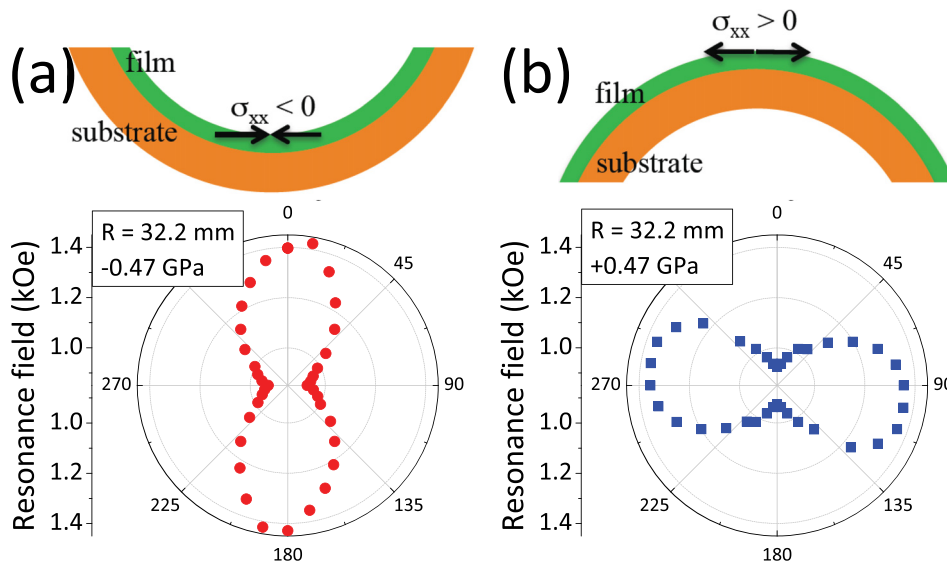 (a)
film
σxx < 0
substrate
R = 32.2 mm
-0.47 GPa
Resonance field (kOe)
1.4
1.2
1.0
1.0
1.2
1.4
0
45
90
135
180
225
270
(b)
σxx > 0
film
substrate
R = 32.2 mm
+0.47 GPa
Resonance field (kOe)
1.4
1.2
1.0
1.0
1.2
1.4
0
45
90
135
180
225
270